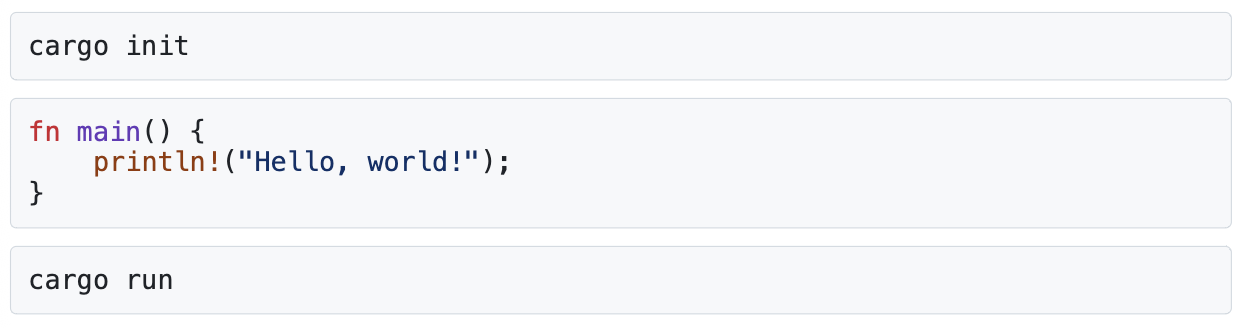 cargo init
fn main() {
    println!("Hello, world!");
}
cargo run